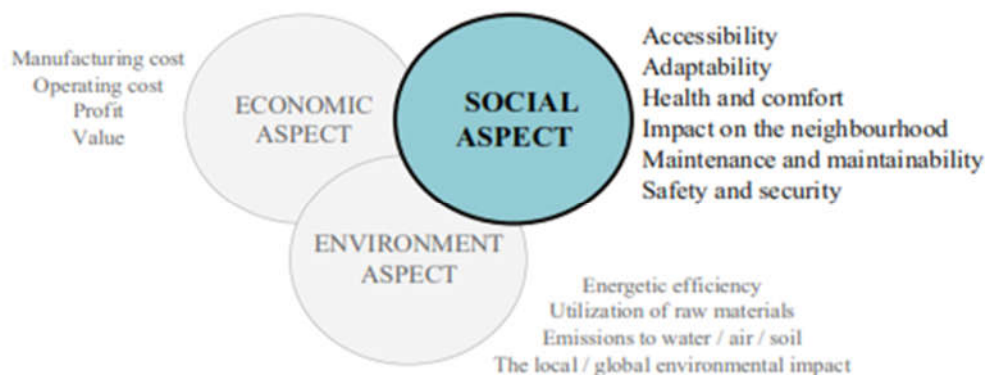 Manufacturing cost
Operating cost
Profit
Value
ECONOMIC
ASPECT
SOCIAL
ASPECT
Accessibility
Adaptability
Health and comfort
Impact on the neighbourhood
Maintenance and maintainability
Safety and security
ENVIRONMENT
ASPECT
Energetic efficiency
Utilization of raw materials
Emissions to water / air / soil
The local / global environmental impact